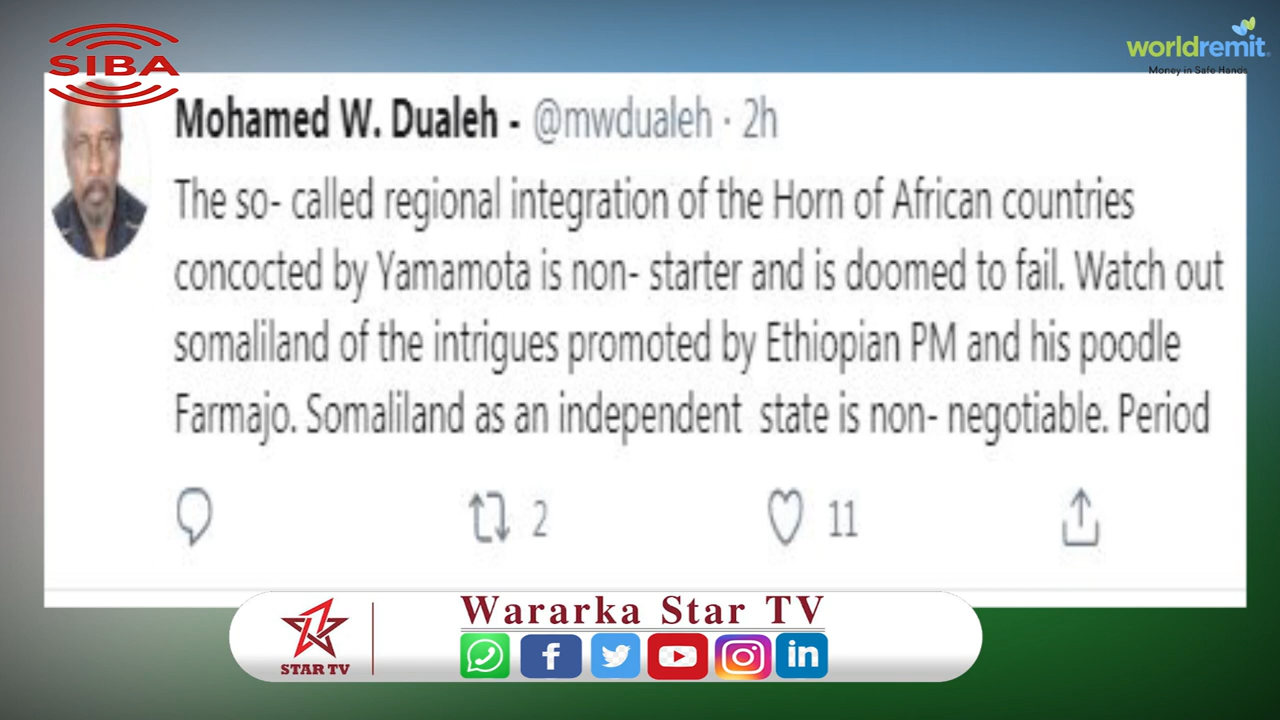 SIBA
worldremit
Money in Safe Hands
Mohamed W. Dualeh - @mwdualeh · 2h
The so- called regional integration of the Horn of African countries
concocted by Yamamota is non- starter and is doomed to fail. Watch out
somaliland of the intrigues promoted by Ethiopian PM and his poodle
Farmajo. Somaliland as an independent state is non- negotiable. Period
2 11
Wararka Star TV
STAR TV